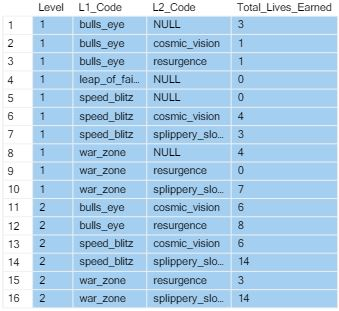 Level L1_Code L2_Code Total_Lives_Earned
1 1 bulls_eye NULL 3
2 1 bulls_eye cosmic_vision 1
3 1 bulls_eye resurgence 1
4 1 leap_of_fai... NULL 0
5 1 speed_blitz NULL 0
6 1 speed_blitz cosmic_vision 4
7 1 speed_blitz splippery_slo... 3
8 1 war_zone NULL 4
9 1 war_zone resurgence 0
10 1 war_zone splippery_slo... 7
11 2 bulls_eye cosmic_vision 6
12 2 bulls_eye resurgence 8
13 2 speed_blitz cosmic_vision 6
14 2 speed_blitz splippery_slo... 14
15 2 war_zone resurgence 3
16 2 war_zone splippery_slo... 14